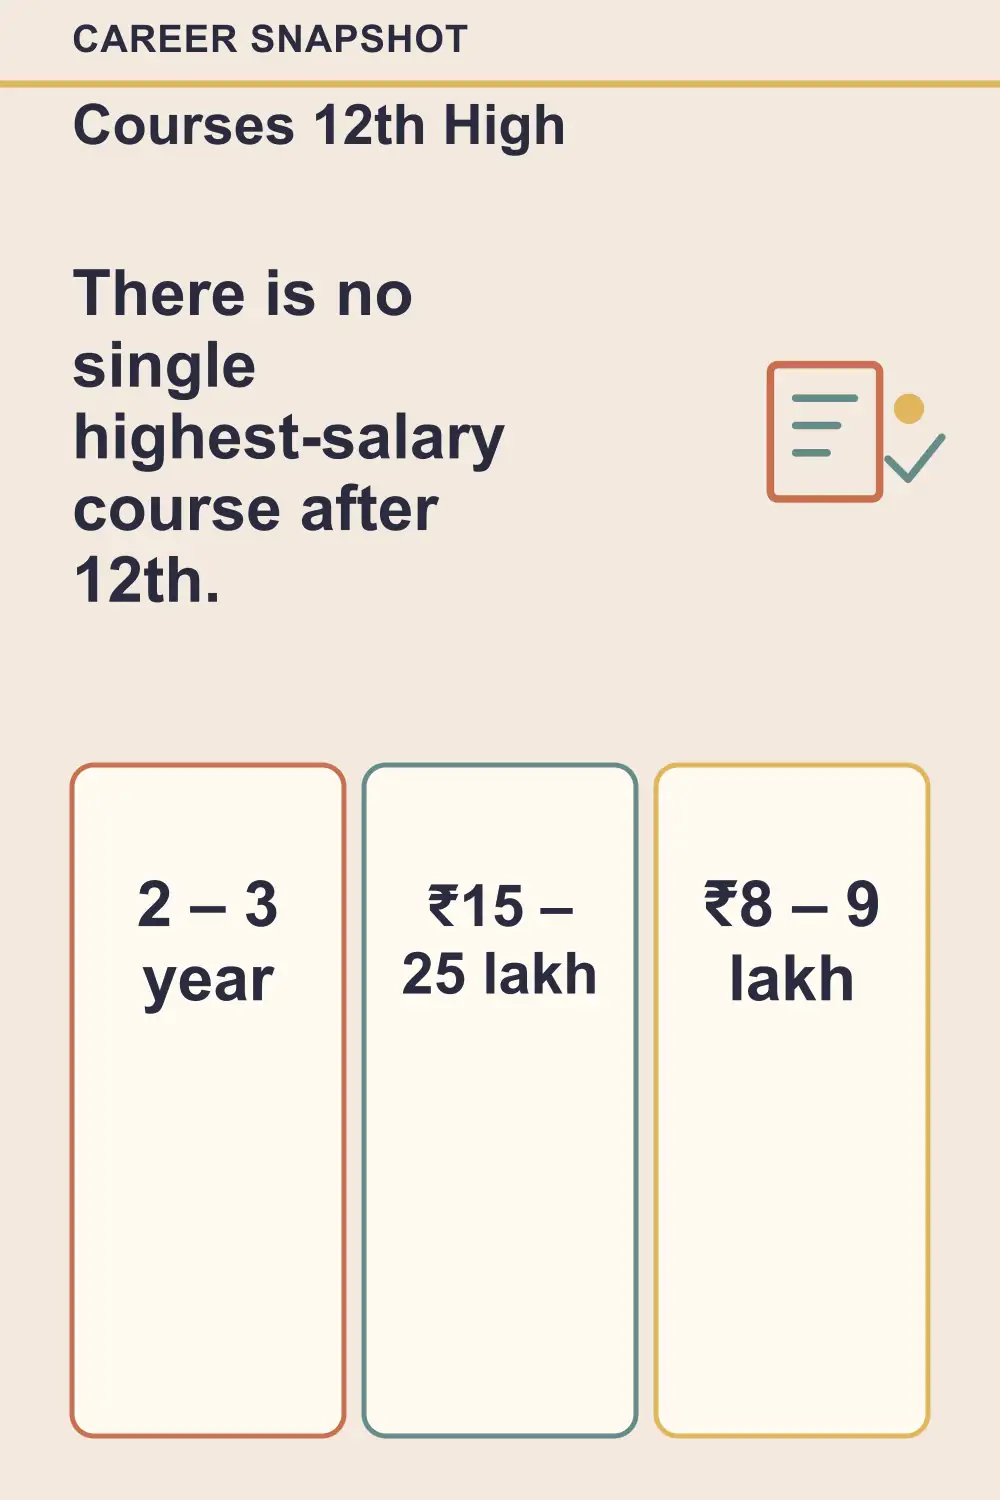 CAREER SNAPSHOT
Courses 12th High
There is no
single
highest-salary
course after
12th.
2 – 3
year
₹15 –
25 lakh
₹8 – 9
lakh